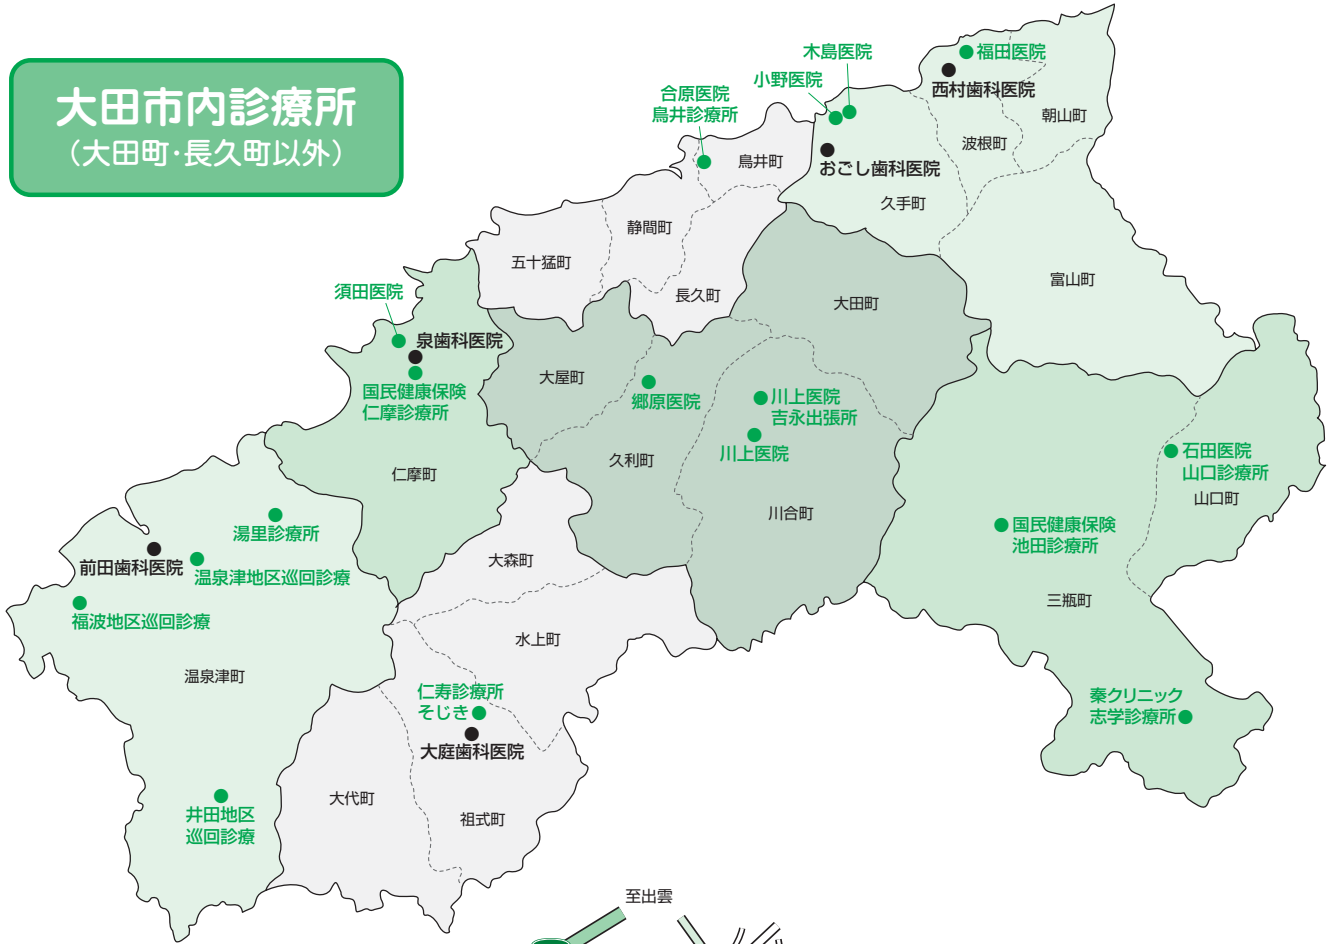 大田市内診療所
(大田町・長久町以外)
木島医院
小野医院
合原医院
鳥井診療所
福田医院
西村歯科医院
朝山町
波根町
鳥井町
おごし歯科医院
久手町
静間町
五十猛町
長久町
富山町
大田町
須田医院
泉歯科医院
国民健康保険
仁摩診療所
大屋町
郷原医院
川上医院
吉永出張所
川上医院
久利町
仁摩町
川合町
石田医院
山口診療所
山口町
国民健康保険
池田診療所
三瓶町
湯里診療所
前田歯科医院
温泉津地区巡回診療
福波地区巡回診療
温泉津町
大森町
水上町
仁寿診療所
そじき
大庭歯科医院
秦クリニック
志学診療所
井田地区
巡回診療
大代町
祖式町
至出雲